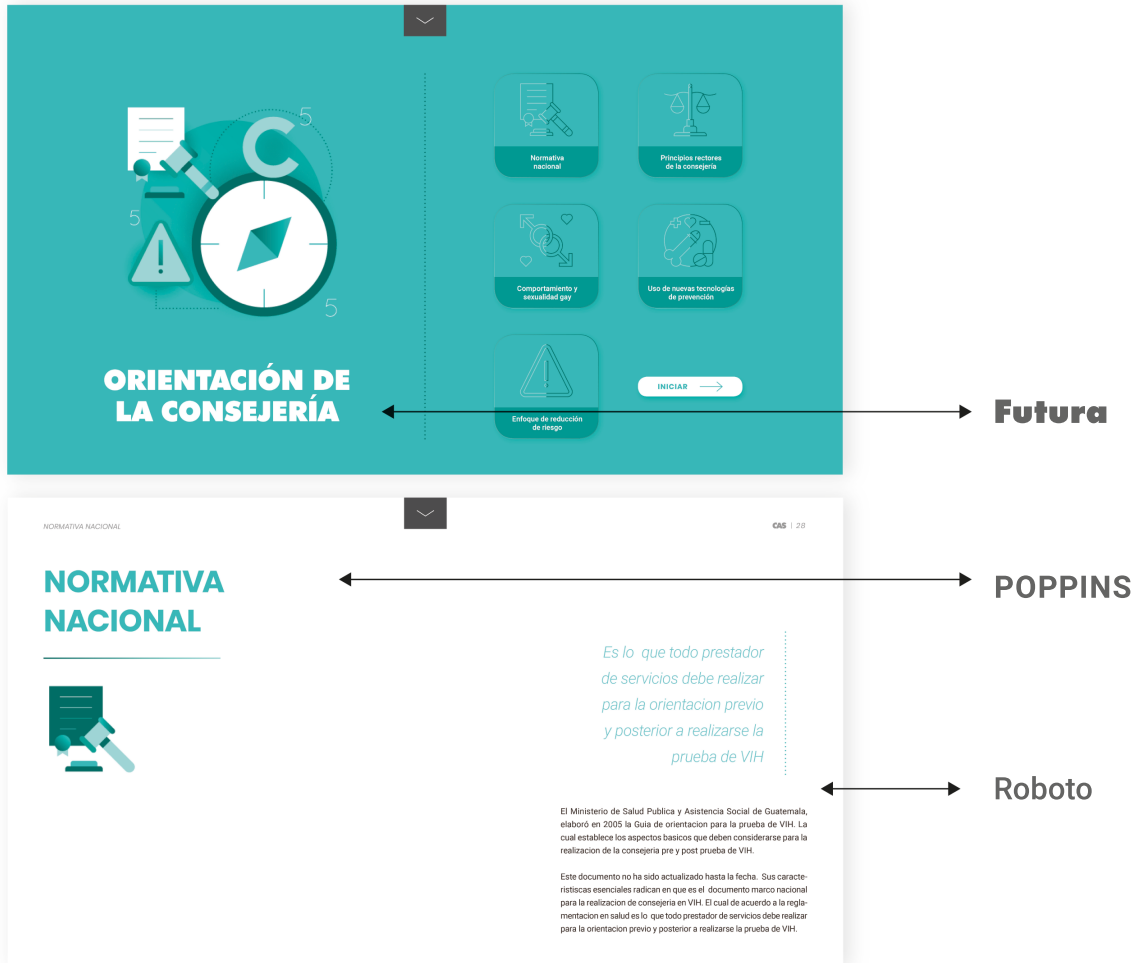 C
5
5
5
ORIENTACIÓN DE
LA CONSEJERÍA
Normativa
nacional
Principios rectores
de la consejería
Comportamiento y
sexualidad gay
Uso de nuevas tecnologías
de prevención
Enfoque de reducción
de riesgo
INICIAR
Futura
NORMATIVA NACIONAL
CAS | 28
NORMATIVA
NACIONAL
POPPINS
Es lo que todo prestador
de servicios debe realizar
para la orientacion previo
y posterior a realizarse la
prueba de VIH
Roboto
El Ministerio de Salud Publica y Asistencia Social de Guatemala,
elaboró en 2005 la Guia de orientacion para la prueba de VIH. La
cual establece los aspectos basicos que deben considerarse para la
realizacion de la consejeria pre y post prueba de VIH.
Este documento no ha sido actualizado hasta la fecha. Sus caracte-
ristiscas esenciales radican en que es el documento marco nacional
para la realizacion de consejeria en VIH. El cual de acuerdo a la regla-
mentacion en salud es lo que todo prestador de servicios debe realizar
para la orientacion previo y posterior a realizarse la prueba de VIH.